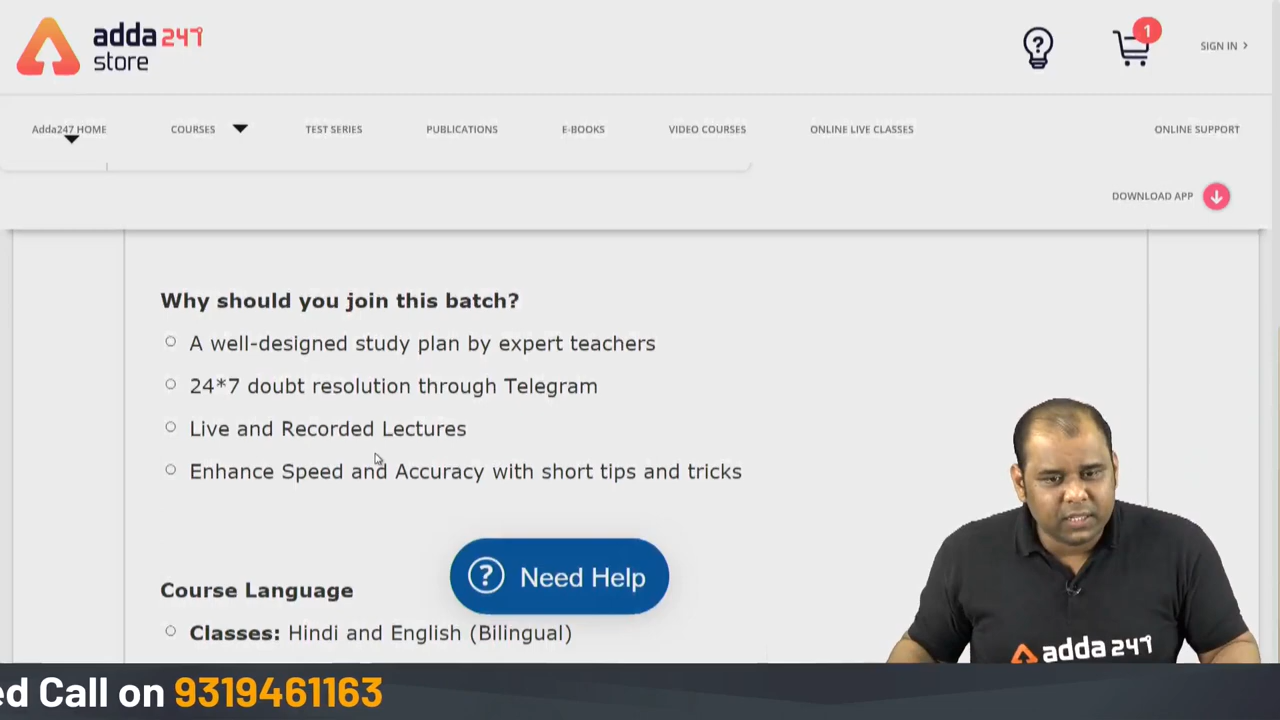 adda 247
store
1
SIGN IN >
Adda247 HOME
COURSES
TEST SERIES
PUBLICATIONS
E-BOOKS
VIDEO COURSES
ONLINE LIVE CLASSES
ONLINE SUPPORT
DOWNLOAD APP
Why should you join this batch?
A well-designed study plan by expert teachers
24*7 doubt resolution through Telegram
Live and Recorded Lectures
Enhance Speed and Accuracy with short tips and tricks
? Need Help
Course Language
Classes: Hindi and English (Bilingual)
adda 247
ed Call on 9319461163